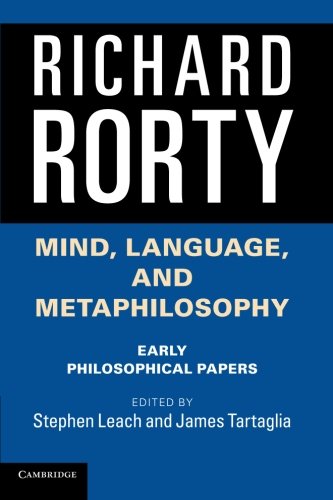 RICHARD
RORTY
MIND, LANGUAGE,
AND
METAPHILOSOPHY
EARLY
PHILOSOPHICAL PAPERS
EDITED BY
Stephen Leach and James Tartaglia
CAMBRIDGE